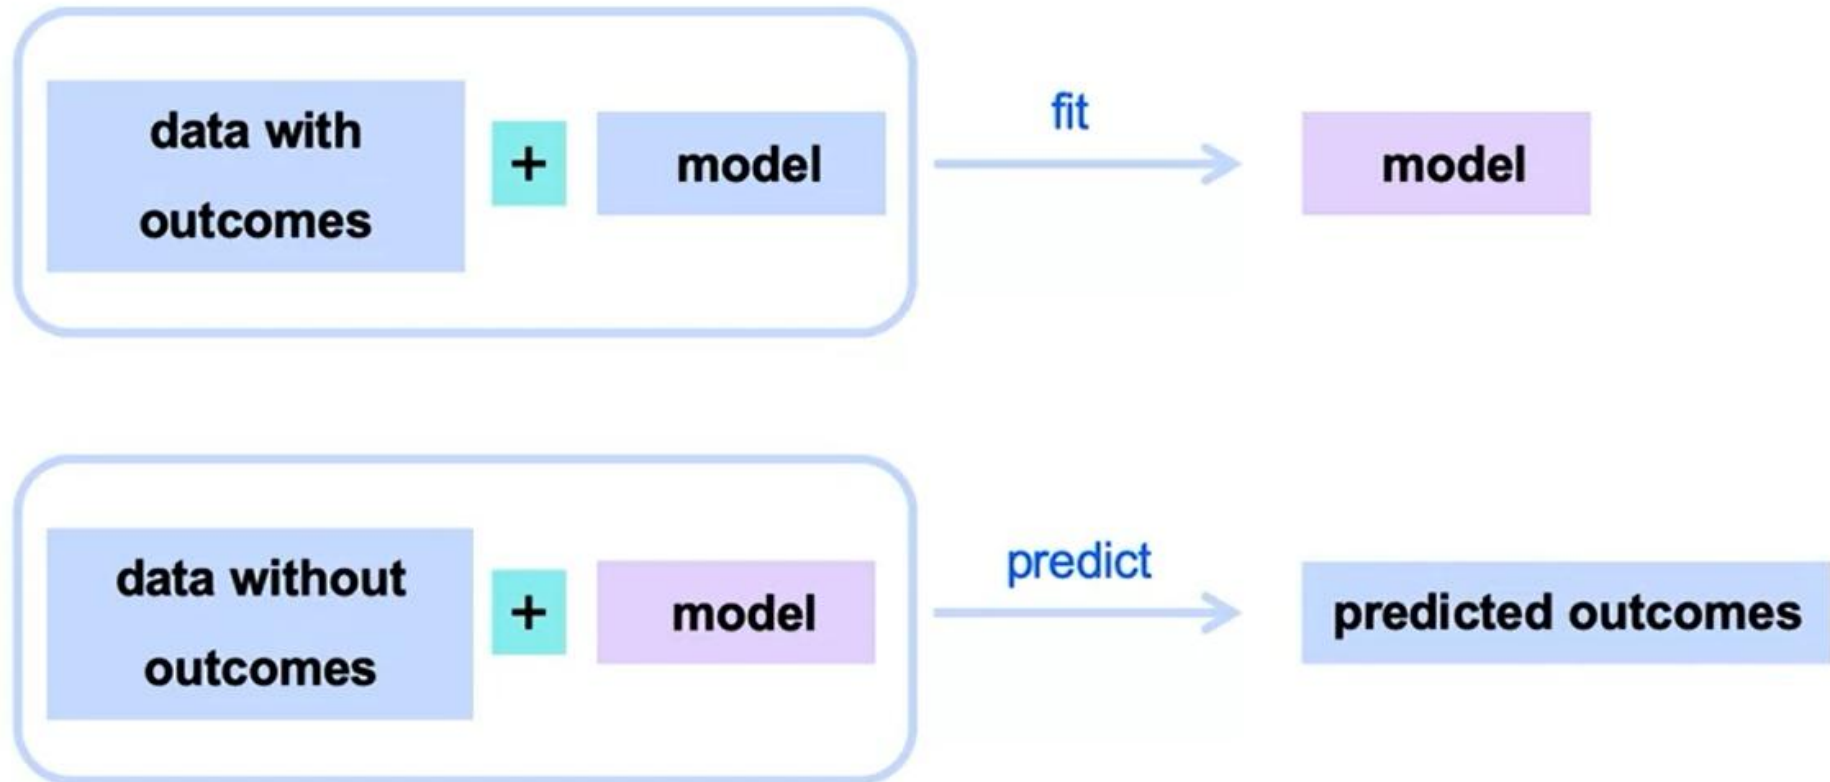 data with
outcomes
+
model
fit
model
data without
outcomes
+
model
predict
predicted outcomes